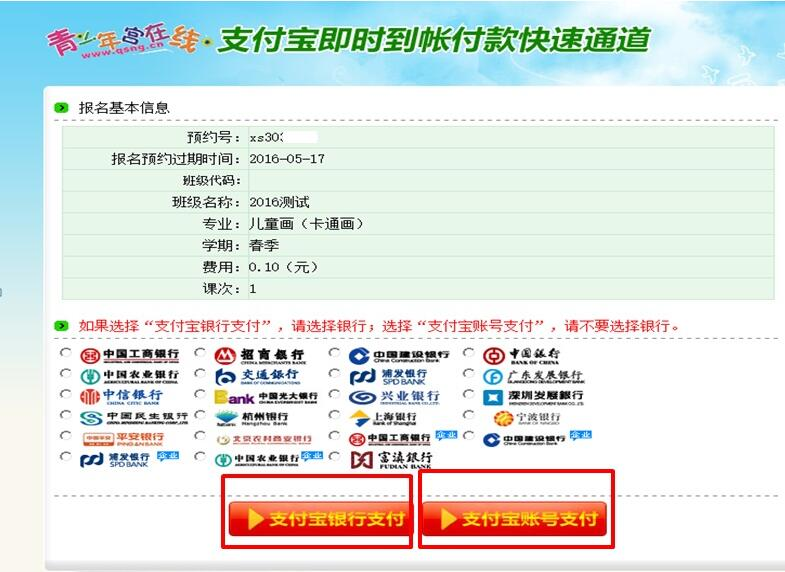 青少年宫在线
www.qsng.cn
支付宝即时到帐付款快速通道
报名基本信息
预约号： xs303
报名预约过期时间： 2016-05-17
班级代码：
班级名称： 2016测试
专业： 儿童画（卡通画）
学期： 春季
费用： 0.10（元）
课次： 1
如果选择“支付宝银行支付”，请选择银行；选择“支付宝账号支付”，请不要选择银行。
中国工商银行 招商银行 CHINA MERCHANTS BANK 中国建设银行 China Construction Bank 中国银行 BANK OF CHINA
中国农业银行 AGRICULTURAL BANK OF CHINA 交通银行 BANK OF COMMUNICATIONS 浦发银行 SPD BANK 广东发展银行 GUANGDONG DEVELOPMENT BANK
中信银行 CHINA CITIC BANK Bank 中国光大银行 兴业银行 深圳发展银行
中国民生银行 CHINA MINSHENG BANKING CORP.,LTD. 杭州银行 Hangzhou Bank 上海银行 Bank of Shanghai 宁波银行 BANK OF NINGBO
中国平安 平安银行 PING AN BANK 北京农村商业银行 中国工商银行 企业 中国建设银行 企业
浦发银行 SPD BANK 企业 中国农业银行 企业 富滇银行 FUDIAN BANK
支付宝银行支付 支付宝账号支付